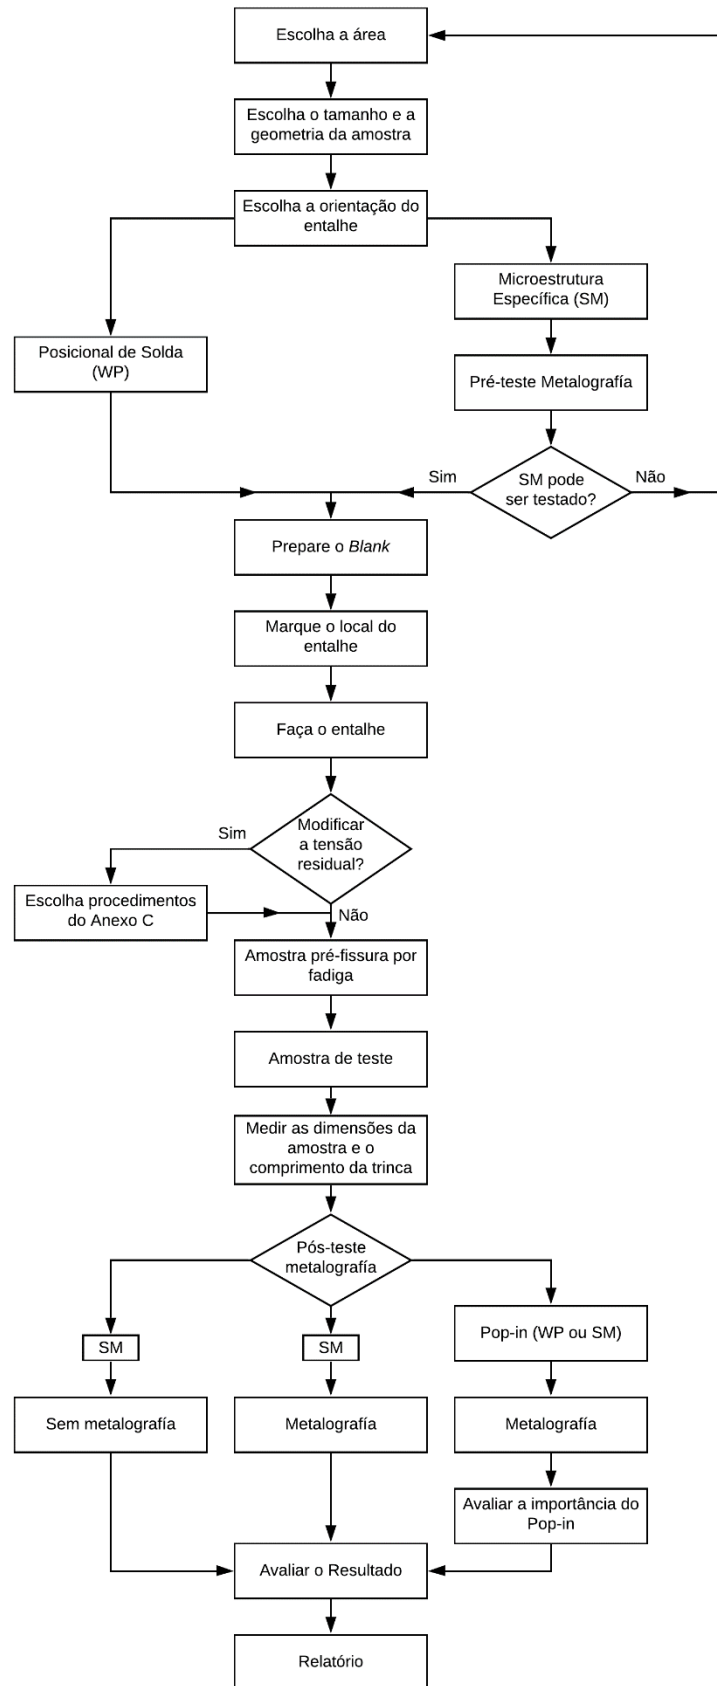 Escolha a área
Escolha o tamanho e a
geometria da amostra
Escolha a orientação do
entalhe
Microestrutura
Específica (SM)
Posicional de Solda
(WP)
Pré-teste Metalografía
Sim
SM pode
ser testado?
Não
Prepare o Blank
Marque o local do
entalhe
Faça o entalhe
Sim
Modificar
a tensão
residual?
Escolha procedimentos
do Anexo C
Não
Amostra pré-fissura por
fadiga
Amostra de teste
Medir as dimensões da
amostra e o
comprimento da trinca
Pós-teste
metalografía
SM
SM
Pop-in (WP ou SM)
Sem metalografía
Metalografía
Metalografía
Avaliar a importância do
Pop-in
Avaliar o Resultado
Relatório